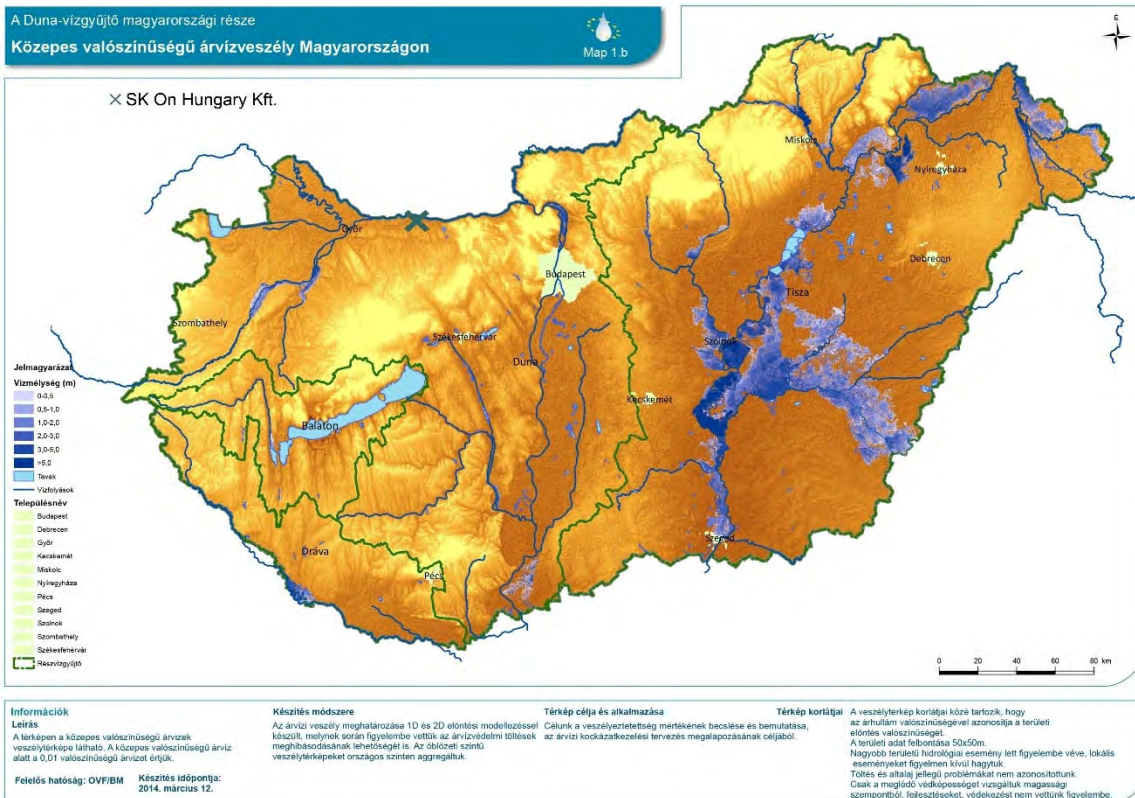 A Duna-vízgyűjtő magyarországi része
Közepes valószínűségű árvízveszély Magyarországon
Map 1.b
É
× SK On Hungary Kft.
Miskolc
Nyíregyháza
Győr
Debrecen
Budapest
Tisza
Szombathely
Székesfehérvár
Szolnok
Duna
Kecskemét
Balaton
Szeged
Dráva
Pécs
Jelmagyarázat
Vízmélység (m)
0-0,5
0,5-1,0
1,0-2,0
2,0-3,0
3,0-5,0
>5,0
Tavak
Vízfolyások
Településnév
Budapest
Debrecen
Győr
Kecskemét
Miskolc
Nyíregyháza
Pécs
Szeged
Szolnok
Szombathely
Székesfehérvár
Részvízgyűjtő
0 20 40 60 80 km
Információk
Leírás
A térképen a közepes valószínűségű árvizek
veszélytérképe látható. A közepes valószínűségű árvíz
alatt a 0,01 valószínűségű árvizet értjük.
Felelős hatóság: OVF/BM
Készítés időpontja:
2014. március 12.
Készítés módszere
Az árvízi veszély meghatározása 1D és 2D elöntési modellezéssel
készült, melynek során figyelembe vettük az árvízvédelmi töltések
meghibásodásának lehetőségét is. Az öblözeti szintű
veszélytérképeket országos szinten aggregáltuk.
Térkép célja és alkalmazása
Célunk a veszélyeztetettség mértékének becslése és bemutatása,
az árvízi kockázatkezelési tervezés megalapozásának céljából.
Térkép korlátjai
A veszélytérkép korlátjai közé tartozik, hogy
az árhullám valószínűségével azonosítja a területi
elöntés valószínűségét.
A területi adat felbontása 50x50m.
Nagyobb területű hidrológiai esemény lett figyelembe véve, lokális
eseményeket figyelmen kívül hagytuk.
Töltés és altalaj jellegű problémákat nem azonosítottunk.
Csak a meglődő védképességet vizsgáltuk magassági
szempontból, fejlesztéseket, védekezést nem vettünk figyelembe.